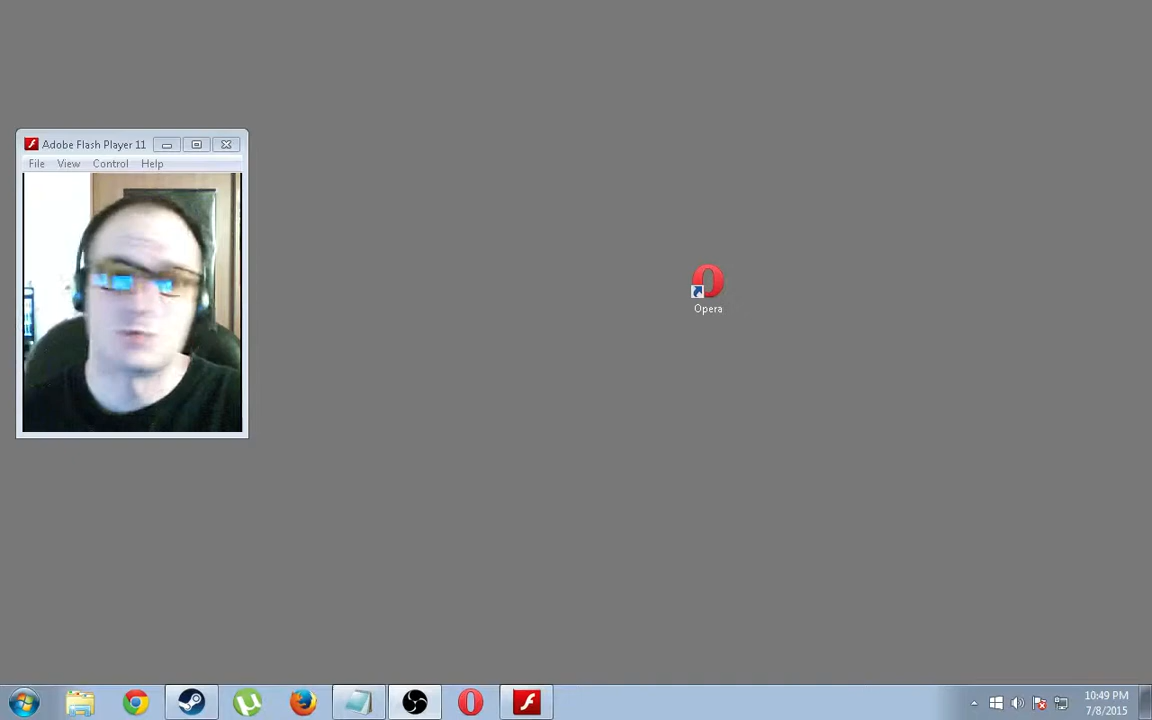 Adobe Flash Player 11
File View Control Help
Opera
10:49 PM
7/8/2015